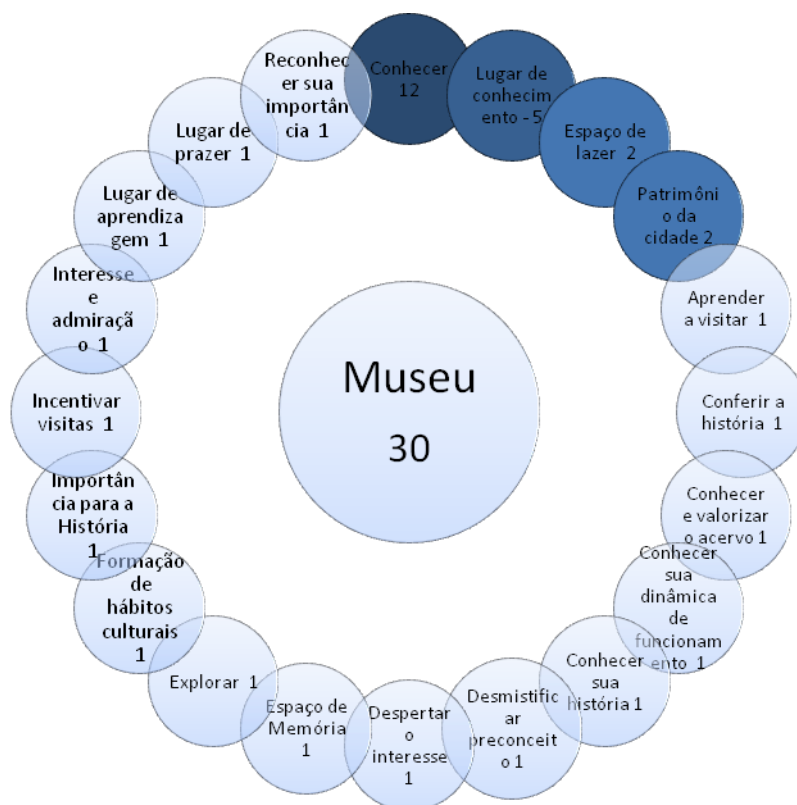 Museu
30
Conhecer
12
Lugar de
conhecim
ento - 5
Espaço de
lazer 2
Patrimôni
o da
cidade 2
Aprender
a visitar 1
Conferir a
história 1
Conhecer
e valorizar
o acervo 1
Conhecer
sua
dinâmica
de
funcionam
ento 1
Conhecer
sua
história 1
Desmistific
ar
preconceit
o 1
Despertar
o
interesse
1
Espaço de
Memória
1
Explorar 1
Formação
de
hábitos
culturais
1
Importân
cia para a
História
1
Incentivar
visitas 1
Interesse
e
admiraçã
o 1
Lugar de
aprendiza
gem 1
Lugar de
prazer 1
Reconhec
er sua
importân
cia 1